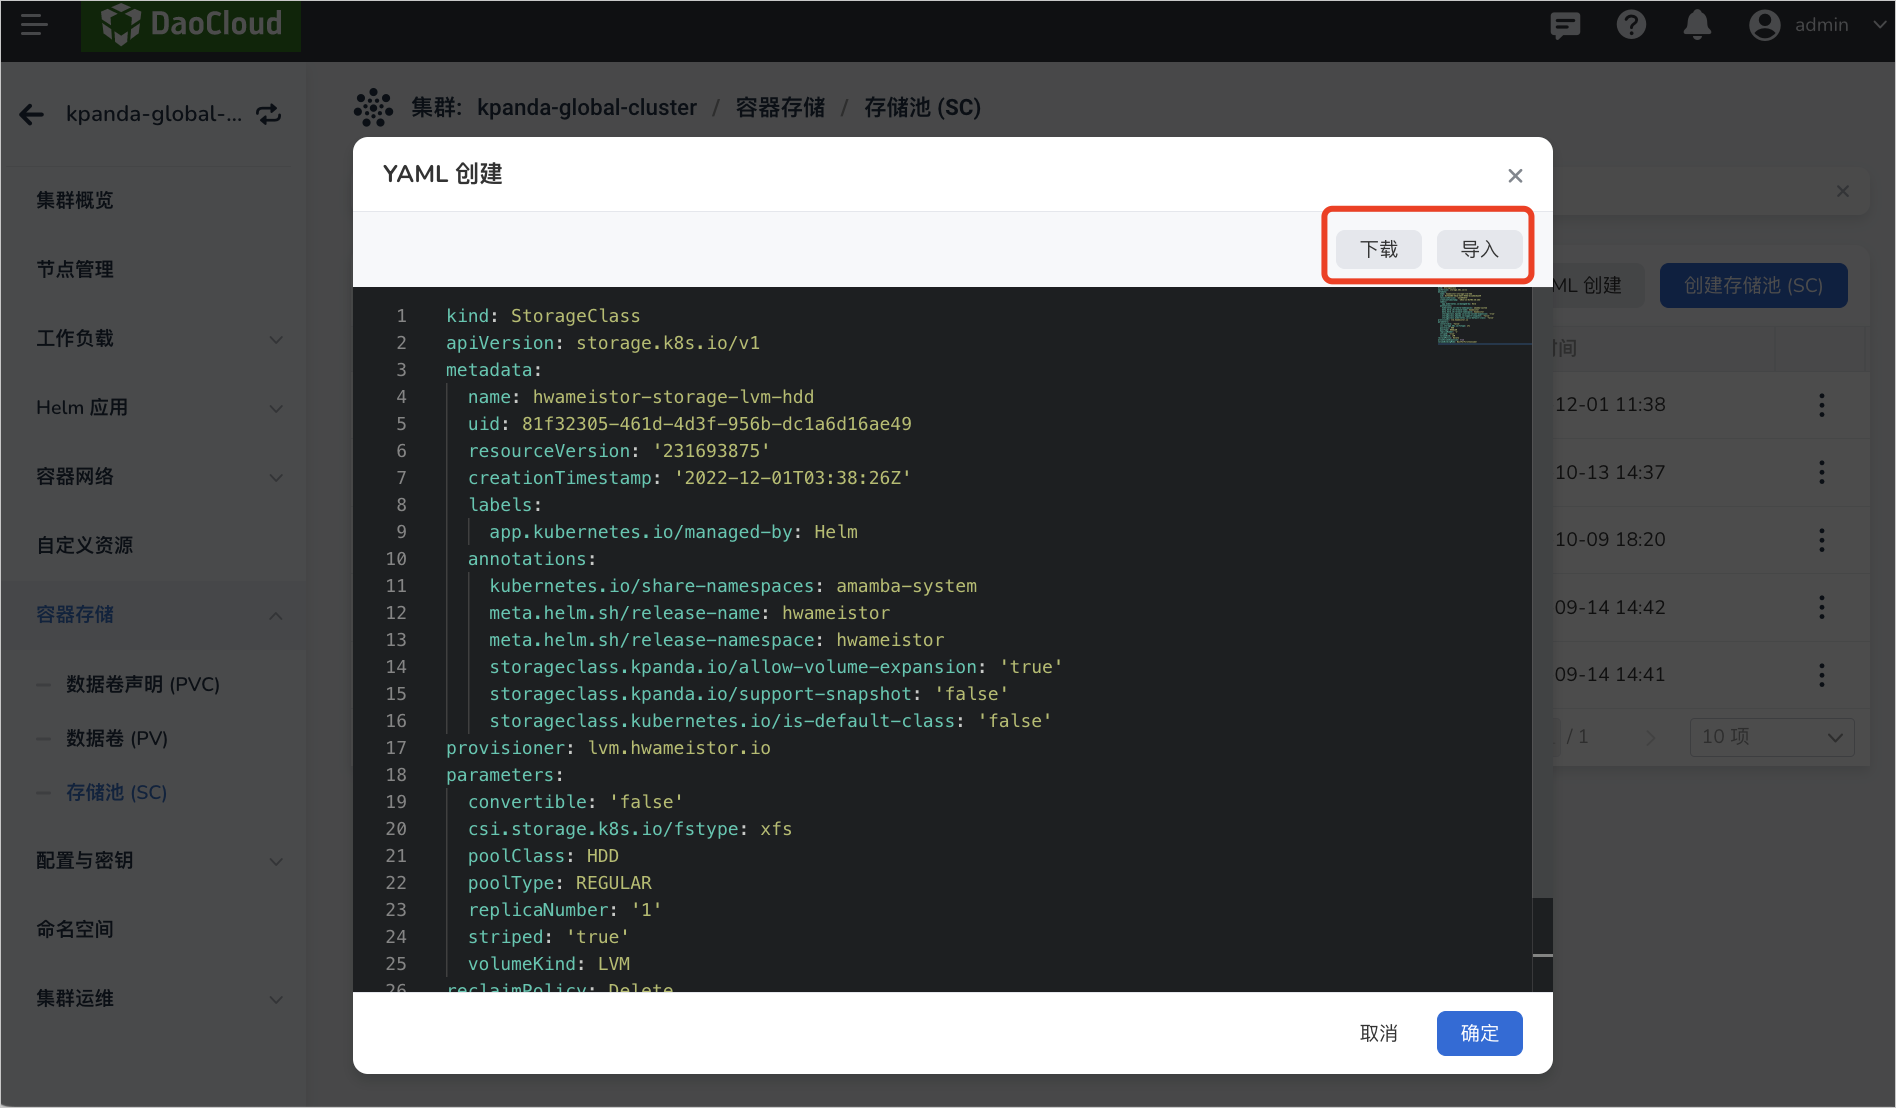 DaoCloud
admin
kpanda-global-...
集群: kpanda-global-cluster / 容器存储 / 存储池 (SC)
集群概览
节点管理
工作负载
Helm 应用
容器网络
自定义资源
容器存储
数据卷声明 (PVC)
数据卷 (PV)
存储池 (SC)
配置与密钥
命名空间
集群运维
YAML 创建
下载
导入
1 kind: StorageClass
2 apiVersion: storage.k8s.io/v1
3 metadata:
4 name: hwameistor-storage-lvm-hdd
5 uid: 81f32305-461d-4d3f-956b-dc1a6d16ae49
6 resourceVersion: '231693875'
7 creationTimestamp: '2022-12-01T03:38:26Z'
8 labels:
9 app.kubernetes.io/managed-by: Helm
10 annotations:
11 kubernetes.io/share-namespaces: amamba-system
12 meta.helm.sh/release-name: hwameistor
13 meta.helm.sh/release-namespace: hwameistor
14 storageclass.kpanda.io/allow-volume-expansion: 'true'
15 storageclass.kpanda.io/support-snapshot: 'false'
16 storageclass.kubernetes.io/is-default-class: 'false'
17 provisioner: lvm.hwameistor.io
18 parameters:
19 convertible: 'false'
20 csi.storage.k8s.io/fstype: xfs
21 poolClass: HDD
22 poolType: REGULAR
23 replicaNumber: '1'
24 striped: 'true'
25 volumeKind: LVM
26 reclaimPolicy: Delete
取消
确定
ML 创建
创建存储池 (SC)
时间
12-01 11:38
10-13 14:37
10-09 18:20
09-14 14:42
09-14 14:41
/ 1
10 项